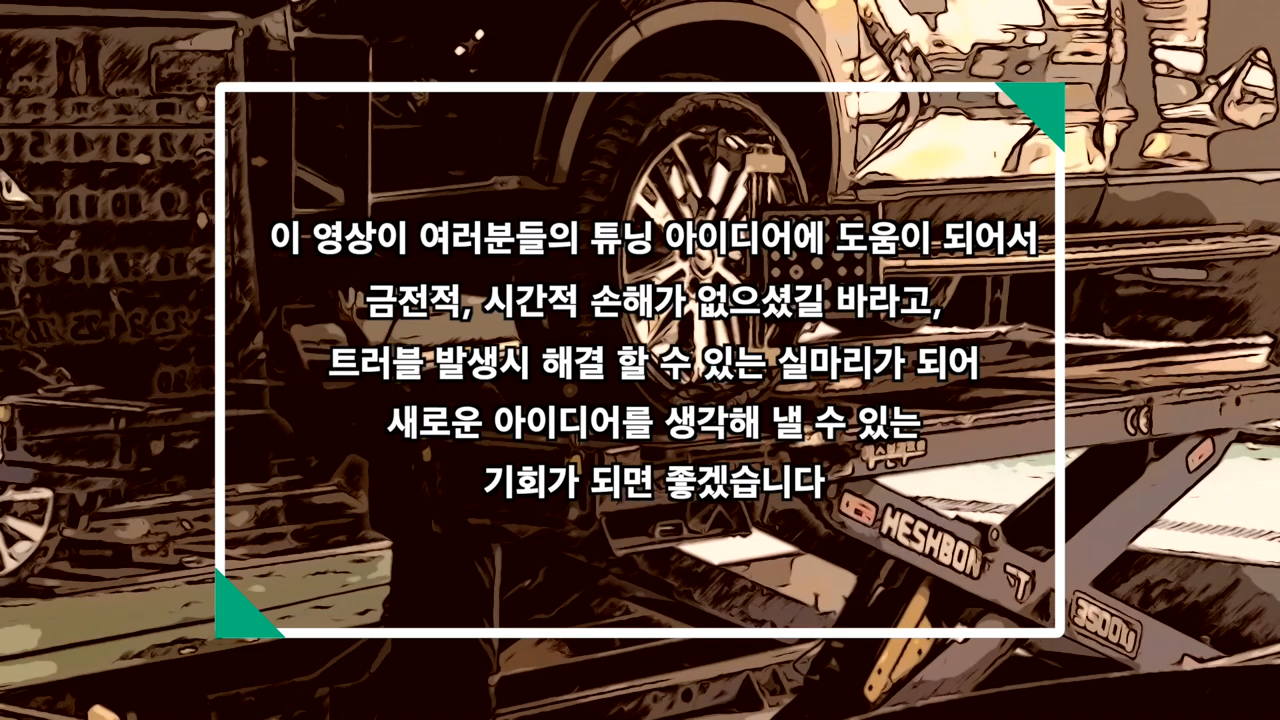 이 영상이 여러분들의 튜닝 아이디어에 도움이 되어서
금전적, 시간적 손해가 없으셨길 바라고,
트러블 발생시 해결 할 수 있는 실마리가 되어
새로운 아이디어를 생각해 낼 수 있는
기회가 되면 좋겠습니다
HESHBON